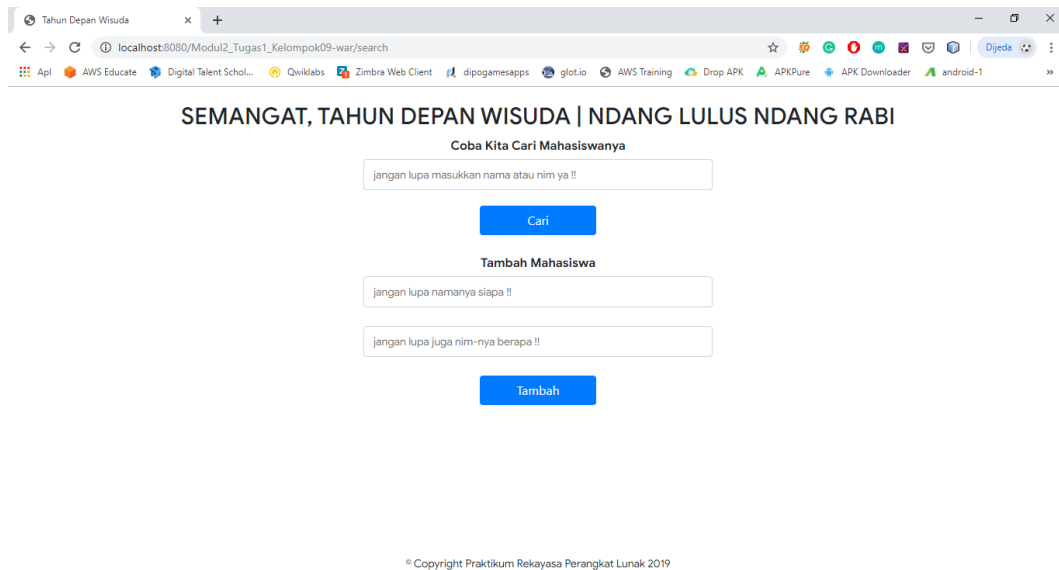 Tahun Depan Wisuda
localhost:8080/Modul2_Tugas1_Kelompok09-war/search
Dijeda
Apl AWS Educate Digital Talent Schol... Qwiklabs Zimbra Web Client dipogamesapps glot.io AWS Training Drop APK APKPure APK Downloader android-1 »
SEMANGAT, TAHUN DEPAN WISUDA | NDANG LULUS NDANG RABI
Coba Kita Cari Mahasiswanya
jangan lupa masukkan nama atau nim ya !!
Cari
Tambah Mahasiswa
jangan lupa namanya siapa !!
jangan lupa juga nim-nya berapa !!
Tambah
© Copyright Praktikum Rekayasa Perangkat Lunak 2019